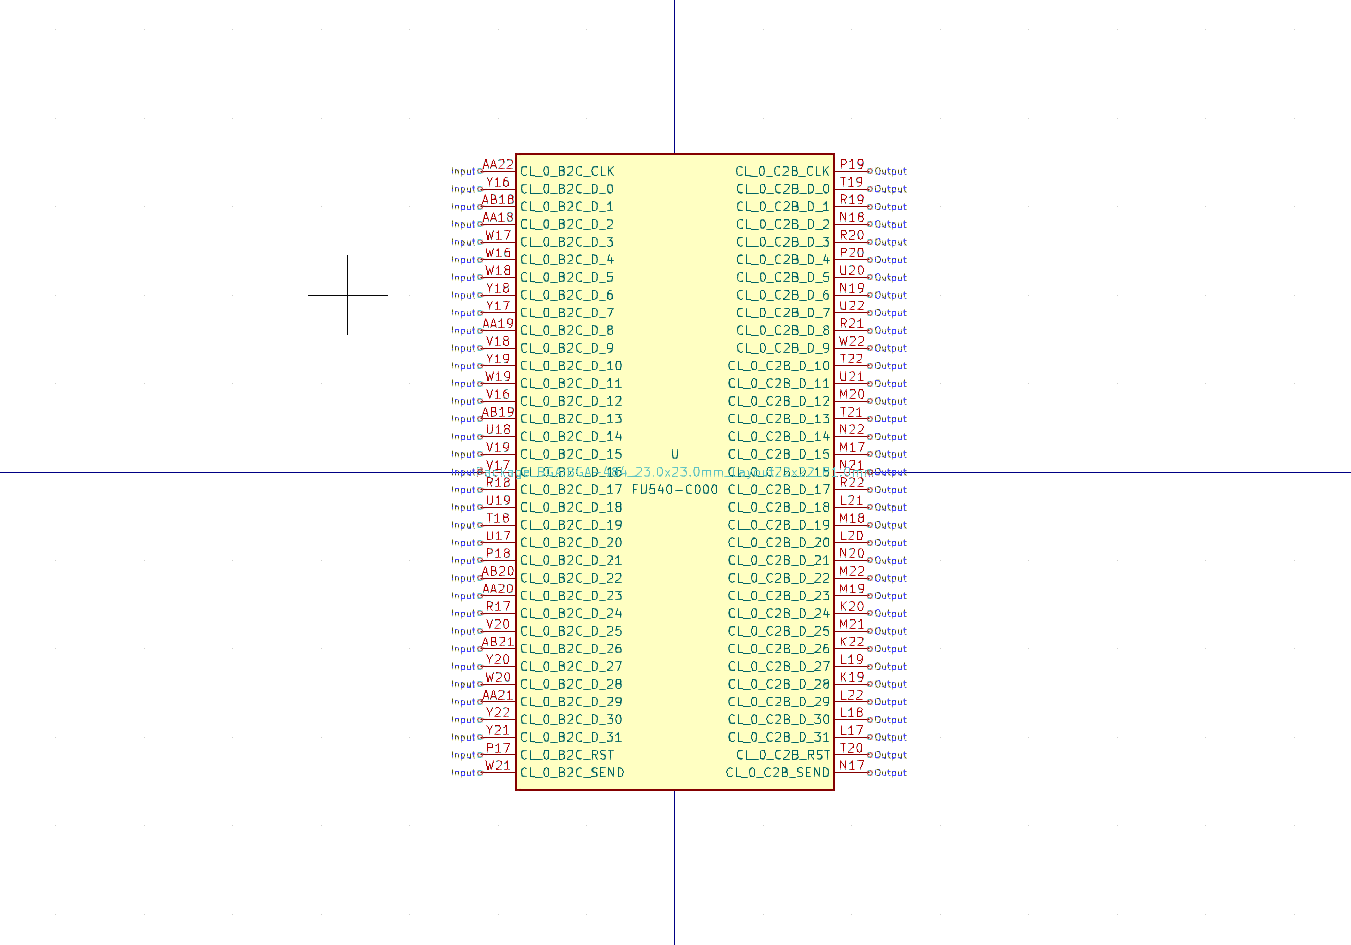 Input AA22 CL_0_B2C_CLK CL_0_C2B_CLK P19 Output
Input Y16 CL_0_B2C_D_0 CL_0_C2B_D_0 T19 Output
Input AB18 CL_0_B2C_D_1 CL_0_C2B_D_1 R19 Output
Input AA18 CL_0_B2C_D_2 CL_0_C2B_D_2 N18 Output
Input W17 CL_0_B2C_D_3 CL_0_C2B_D_3 R20 Output
Input W16 CL_0_B2C_D_4 CL_0_C2B_D_4 P20 Output
Input W18 CL_0_B2C_D_5 CL_0_C2B_D_5 U20 Output
Input Y18 CL_0_B2C_D_6 CL_0_C2B_D_6 N19 Output
Input Y17 CL_0_B2C_D_7 CL_0_C2B_D_7 U22 Output
Input AA19 CL_0_B2C_D_8 CL_0_C2B_D_8 R21 Output
Input V18 CL_0_B2C_D_9 CL_0_C2B_D_9 W22 Output
Input Y19 CL_0_B2C_D_10 CL_0_C2B_D_10 T22 Output
Input W19 CL_0_B2C_D_11 CL_0_C2B_D_11 U21 Output
Input V16 CL_0_B2C_D_12 CL_0_C2B_D_12 M20 Output
Input AB19 CL_0_B2C_D_13 CL_0_C2B_D_13 T21 Output
Input U18 CL_0_B2C_D_14 CL_0_C2B_D_14 N22 Output
Input V19 CL_0_B2C_D_15 U CL_0_C2B_D_15 M17 Output
Input V17 CL_0_B2C_D_16 CL_0_C2B_D_16 N21 Output
Input R18 CL_0_B2C_D_17 FU540-C000 CL_0_C2B_D_17 R22 Output
Input U19 CL_0_B2C_D_18 CL_0_C2B_D_18 L21 Output
Input T18 CL_0_B2C_D_19 CL_0_C2B_D_19 M18 Output
Input U17 CL_0_B2C_D_20 CL_0_C2B_D_20 L20 Output
Input P18 CL_0_B2C_D_21 CL_0_C2B_D_21 N20 Output
Input AB20 CL_0_B2C_D_22 CL_0_C2B_D_22 M22 Output
Input AA20 CL_0_B2C_D_23 CL_0_C2B_D_23 M19 Output
Input R17 CL_0_B2C_D_24 CL_0_C2B_D_24 K20 Output
Input V20 CL_0_B2C_D_25 CL_0_C2B_D_25 M21 Output
Input AB21 CL_0_B2C_D_26 CL_0_C2B_D_26 K22 Output
Input Y20 CL_0_B2C_D_27 CL_0_C2B_D_27 L19 Output
Input W20 CL_0_B2C_D_28 CL_0_C2B_D_28 K19 Output
Input AA21 CL_0_B2C_D_29 CL_0_C2B_D_29 L22 Output
Input Y22 CL_0_B2C_D_30 CL_0_C2B_D_30 L18 Output
Input Y21 CL_0_B2C_D_31 CL_0_C2B_D_31 L17 Output
Input P17 CL_0_B2C_RST CL_0_C2B_RST T20 Output
Input W21 CL_0_B2C_SEND CL_0_C2B_SEND N17 Output